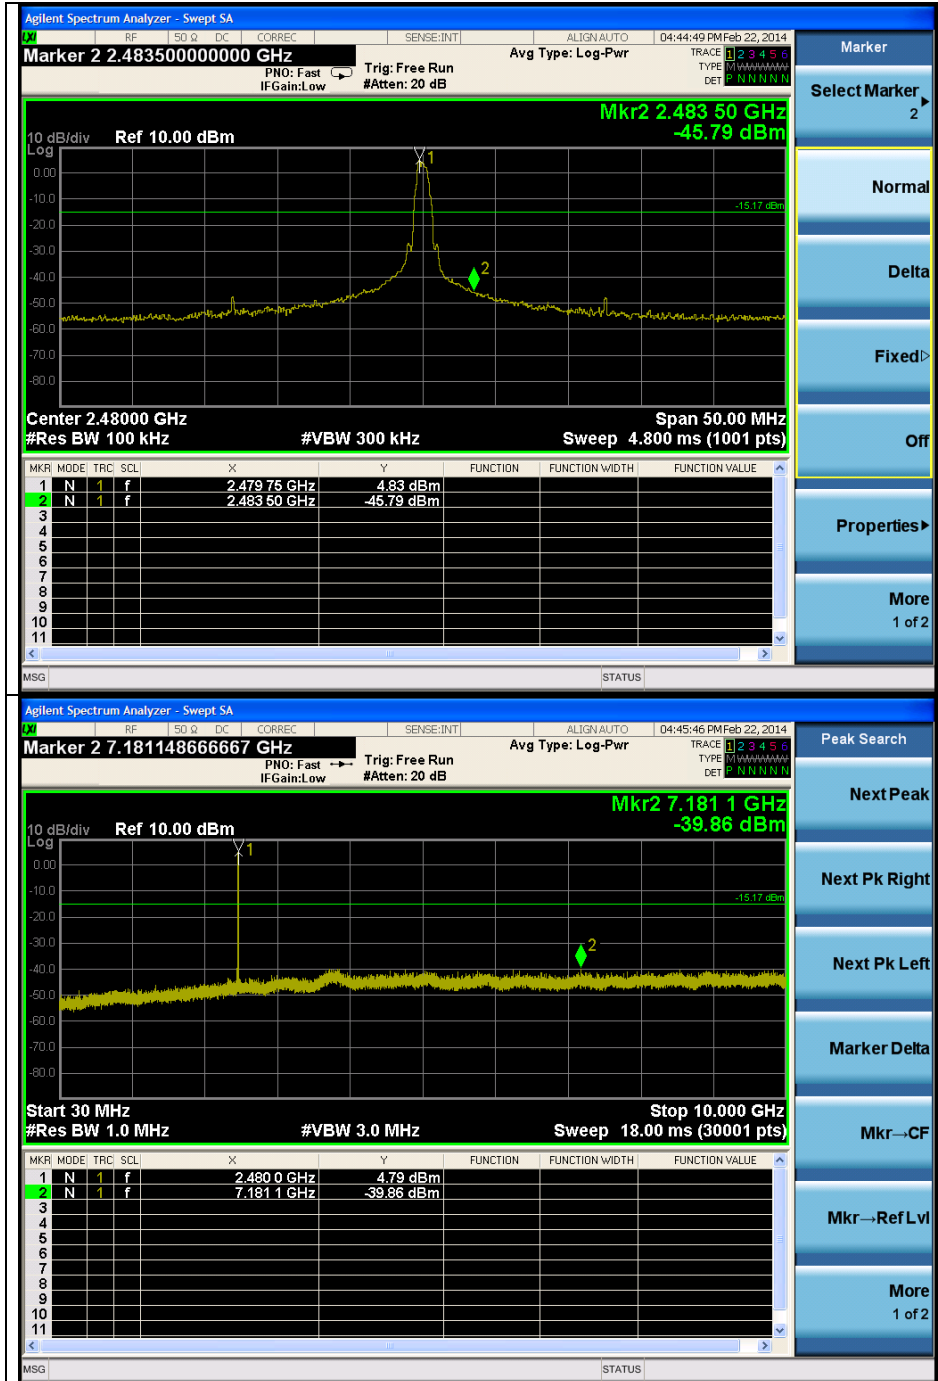 Agilent Spectrum Analyzer - Swept SA
LXI RF 50 Ω DC CORREC SENSE:INT ALIGN AUTO 04:44:49 PM Feb 22, 2014
Marker 2 2.483500000000 GHz
Avg Type: Log-Pwr
TRACE 1 2 3 4 5 6
TYPE M WWWWW
DET P N N N N N
PNO: Fast
IFGain:Low
Trig: Free Run
#Atten: 20 dB
Mkr2 2.483 50 GHz
-45.79 dBm
10 dB/div Ref 10.00 dBm
Log
1
0.00
-10.0
-15.17 dBm
-20.0
-30.0
2
-40.0
-50.0
-60.0
-70.0
-80.0
Center 2.48000 GHz Span 50.00 MHz
#Res BW 100 kHz #VBW 300 kHz Sweep 4.800 ms (1001 pts)
MKR MODE TRC SCL X Y FUNCTION FUNCTION WIDTH FUNCTION VALUE
1 N 1 f 2.479 75 GHz 4.83 dBm
2 N 1 f 2.483 50 GHz -45.79 dBm
3
4
5
6
7
8
9
10
11
MSG STATUS
Marker
Select Marker
2
Normal
Delta
Fixed
Off
Properties
More
1 of 2
Agilent Spectrum Analyzer - Swept SA
LXI RF 50 Ω DC CORREC SENSE:INT ALIGN AUTO 04:45:46 PM Feb 22, 2014
Marker 2 7.181148666667 GHz
Avg Type: Log-Pwr
TRACE 1 2 3 4 5 6
TYPE M WWWWW
DET P N N N N N
PNO: Fast
IFGain:Low
Trig: Free Run
#Atten: 20 dB
Mkr2 7.181 1 GHz
-39.86 dBm
10 dB/div Ref 10.00 dBm
Log
1
0.00
-10.0
-15.17 dBm
-20.0
-30.0
2
-40.0
-50.0
-60.0
-70.0
-80.0
Start 30 MHz Stop 10.000 GHz
#Res BW 1.0 MHz #VBW 3.0 MHz Sweep 18.00 ms (30001 pts)
MKR MODE TRC SCL X Y FUNCTION FUNCTION WIDTH FUNCTION VALUE
1 N 1 f 2.480 0 GHz 4.79 dBm
2 N 1 f 7.181 1 GHz -39.86 dBm
3
4
5
6
7
8
9
10
11
MSG STATUS
Peak Search
Next Peak
Next Pk Right
Next Pk Left
Marker Delta
Mkr→CF
Mkr→Ref Lvl
More
1 of 2